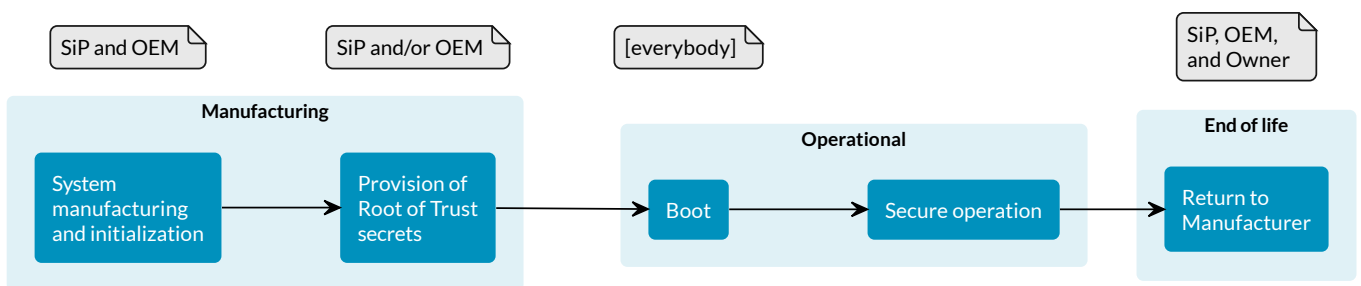 SiP and OEM
SiP and/or OEM
[everybody]
SiP, OEM,
and Owner
Manufacturing
System
manufacturing
and initialization
Provision of
Root of Trust
secrets
Operational
Boot
Secure operation
End of life
Return to
Manufacturer